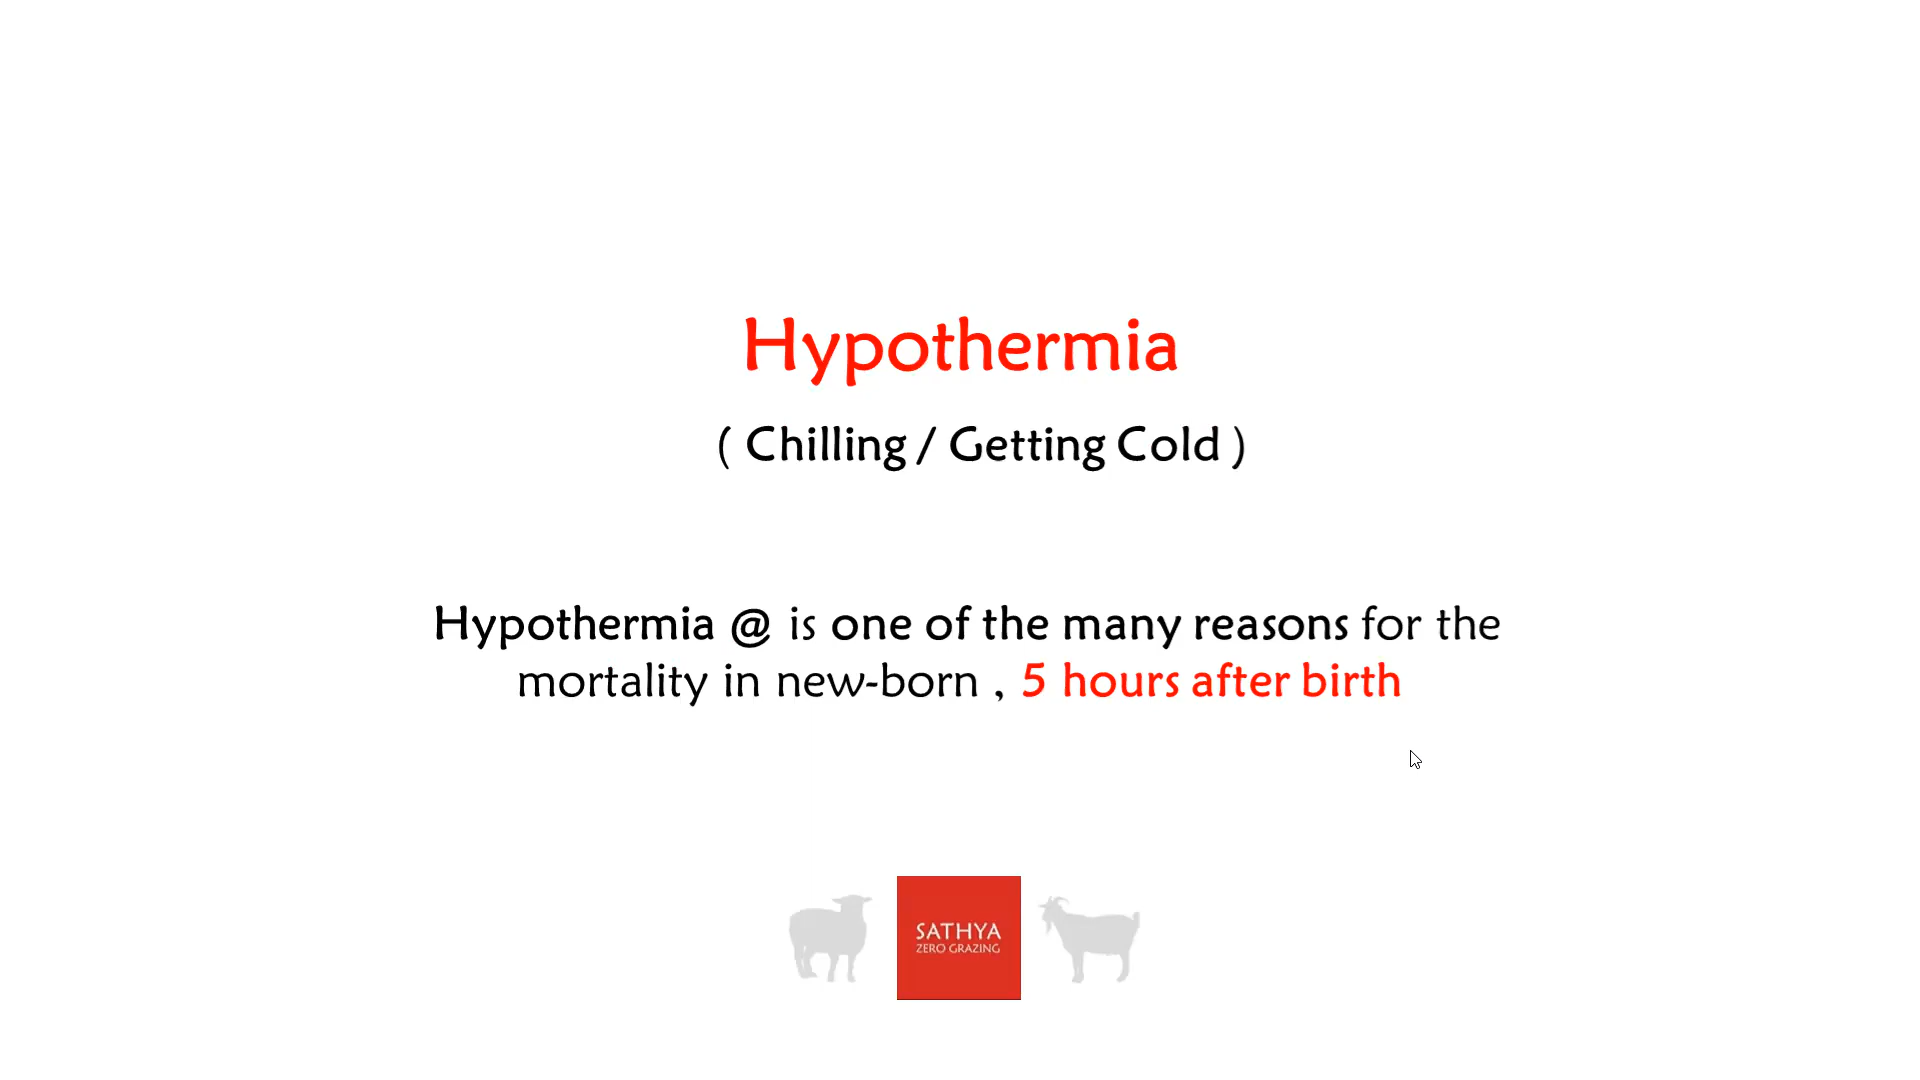 Hypothermia
( Chilling / Getting Cold )
Hypothermia @ is one of the many reasons for the
mortality in new-born , 5 hours after birth
SATHYA
ZERO GRAZING